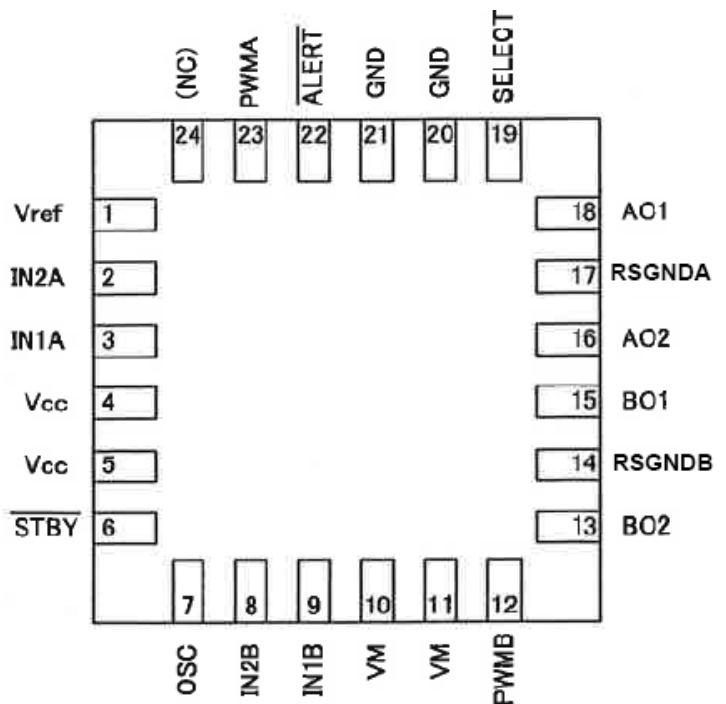 (NC) PWMA ALERT GND GND SELECT
24 23 22 21 20 19
Vref 1 18 AO1
IN2A 2 17 RSGNDA
IN1A 3 16 AO2
Vcc 4 15 BO1
Vcc 5 14 RSGNDB
STBY 6 13 BO2
7 8 9 10 11 12
OSC IN2B IN1B VM VM PWMB